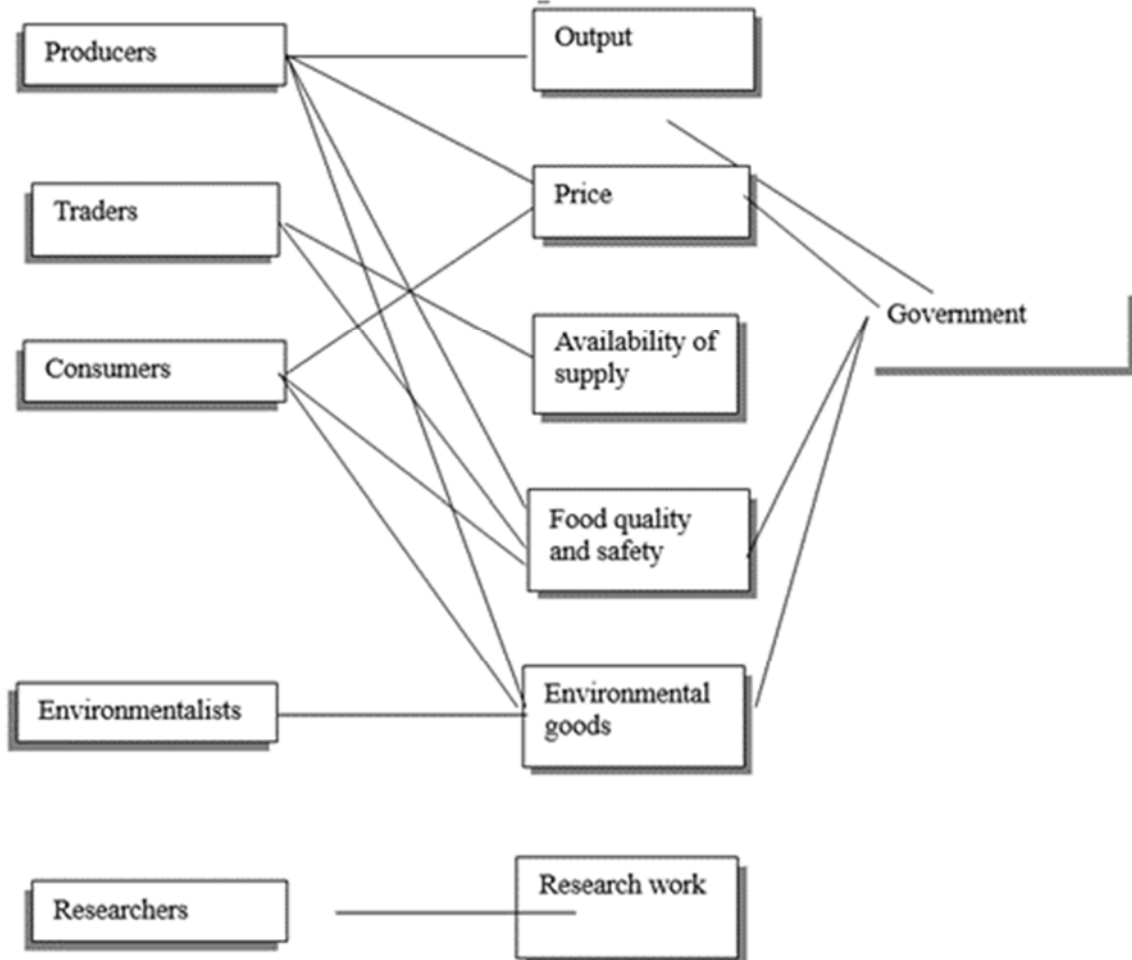 Producers
Output
Traders
Price
Consumers
Availability of
supply
Government
Food quality
and safety
Environmentalists
Environmental
goods
Researchers
Research work